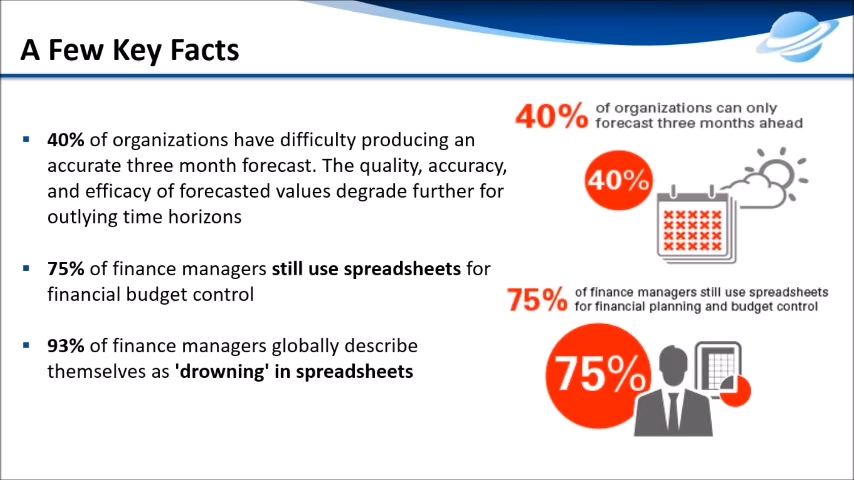 A Few Key Facts
▪ 40% of organizations have difficulty producing an
accurate three month forecast. The quality, accuracy,
and efficacy of forecasted values degrade further for
outlying time horizons
▪ 75% of finance managers still use spreadsheets for
financial budget control
▪ 93% of finance managers globally describe
themselves as 'drowning' in spreadsheets
40% of organizations can only
forecast three months ahead
40%
75% of finance managers still use spreadsheets
for financial planning and budget control
75%